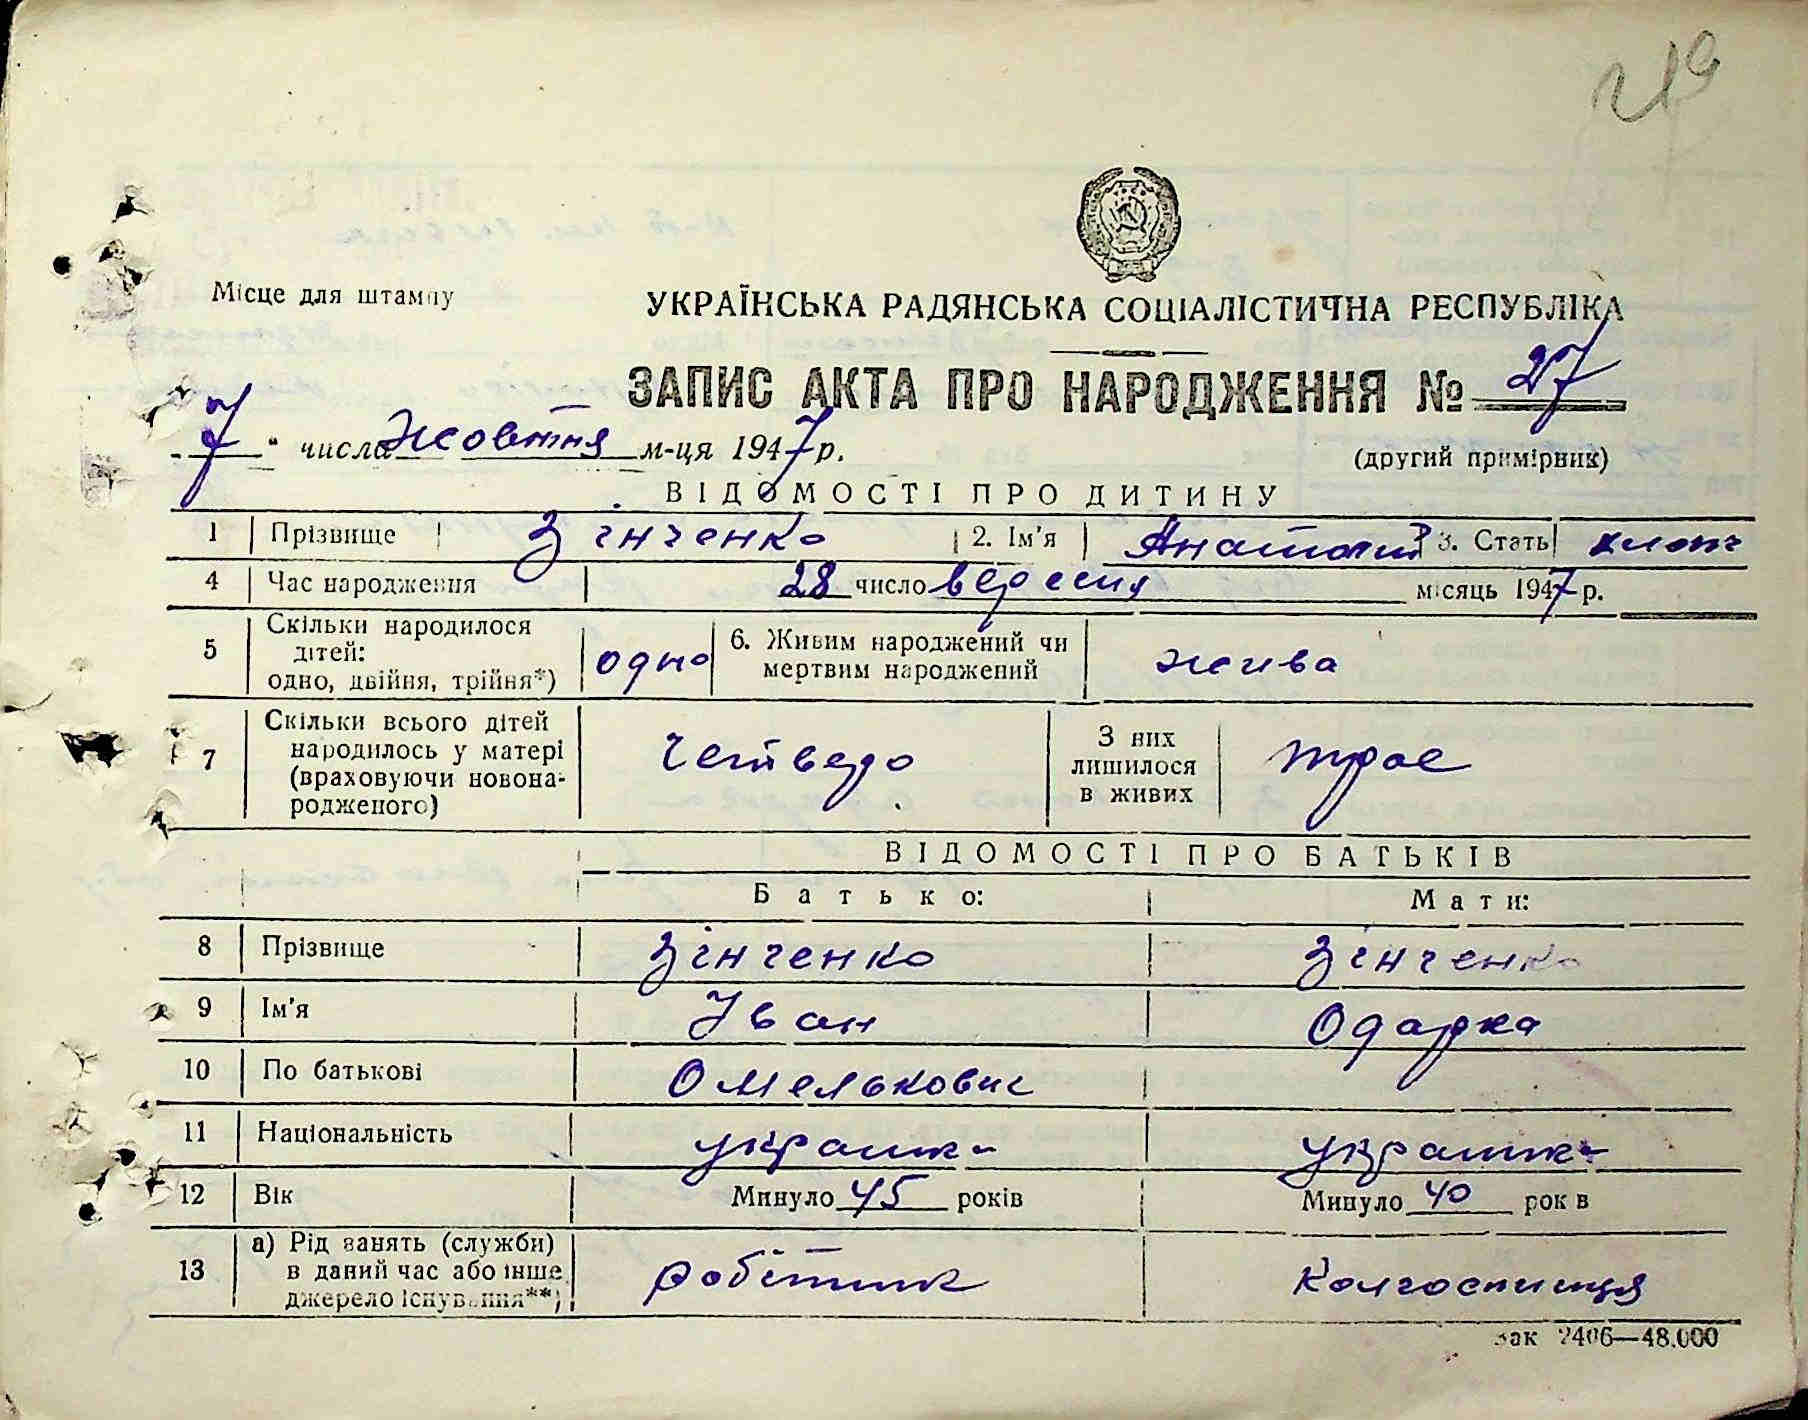 Місце для штампу
УКРАЇНСЬКА РАДЯНСЬКА СОЦІАЛІСТИЧНА РЕСПУБЛІКА
ЗАПИС АКТА ПРО НАРОДЖЕННЯ № 27
7 " числа жовтня м-ця 1947 р.
(другий примірник)
ВІДОМОСТІ ПРО ДИТИНУ
1 Прізвище Зінченко 2. Ім'я Анатолий 3. Стать хлопч
4 Час народження 28 число вересня місяць 1947 р.
5 Скільки народилося дітей: одно, двійня, трійня*) одно 6. Живим народжений чи мертвим народжений жива
7 Скільки всього дітей народилось у матері (враховуючи новона-родженого) четверо З них лишилося в живих троє
ВІДОМОСТІ ПРО БАТЬКІВ
Батько: Мати:
8 Прізвище Зінченко Зінченко
9 Ім'я Іван Одарка
10 По батькові Омелькович
11 Національність
12 Вік Минуло 45 років Минуло 40 років
13 а) Рід занять (служби) в даний час або інше джерело існування**) робітник колгоспниця
Зак 2406—48.000